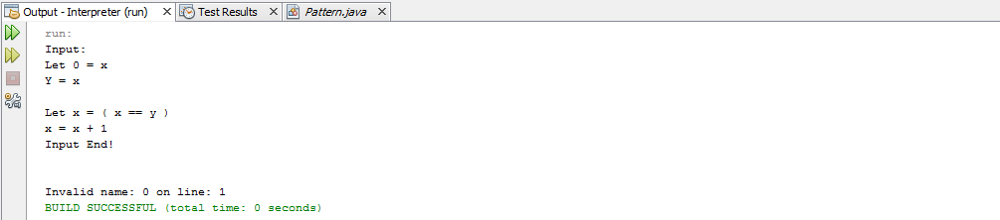 Output - Interpreter (run) Test Results Pattern.java
run:
Input:
Let 0 = x
Y = x
Let x = ( x == y )
x = x + 1
Input End!
Invalid name: 0 on line: 1
BUILD SUCCESSFUL (total time: 0 seconds)